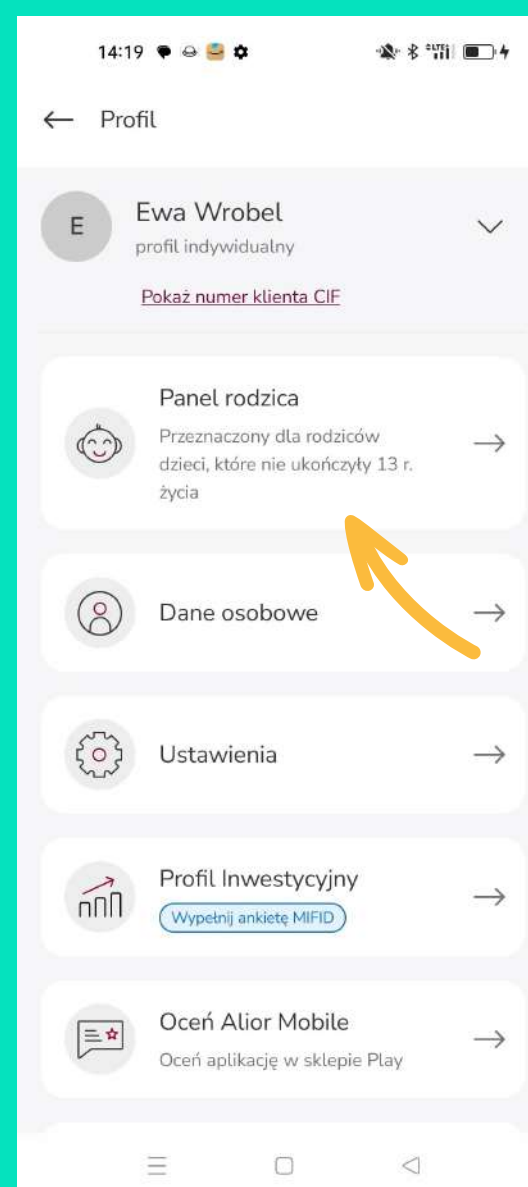 14:19
Profil
E
Ewa Wrobel
profil indywidualny
Pokaż numer klienta CIF
Panel rodzica
Przeznaczony dla rodziców
dzieci, które nie ukończyły 13 r.
życia
Dane osobowe
Ustawienia
Profil Inwestycyjny
Wypełnij ankietę MIFID
Oceń Alior Mobile
Oceń aplikację w sklepie Play